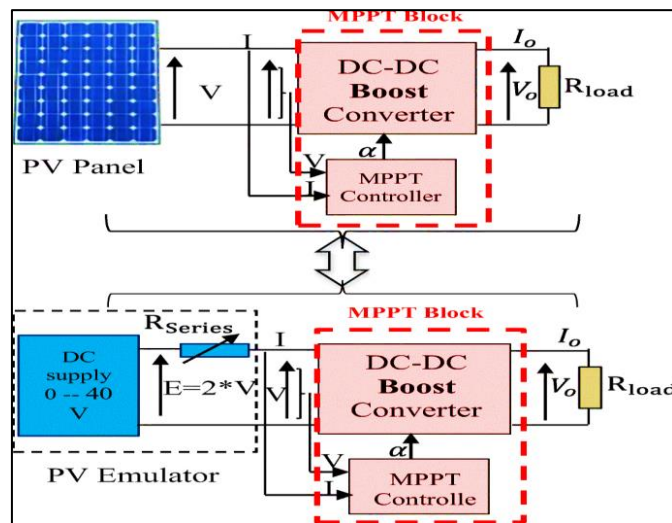 MPPT Block
I
DC-DC
Boost
Converter
Io
V
Vo
Rload
PV Panel
α
V
I
MPPT
Controller
MPPT Block
RSeries
I
DC
supply
0 -- 40
V
E=2*V
V
DC-DC
Boost
Converter
Io
Vo
Rload
PV Emulator
α
V
I
MPPT
Controlle